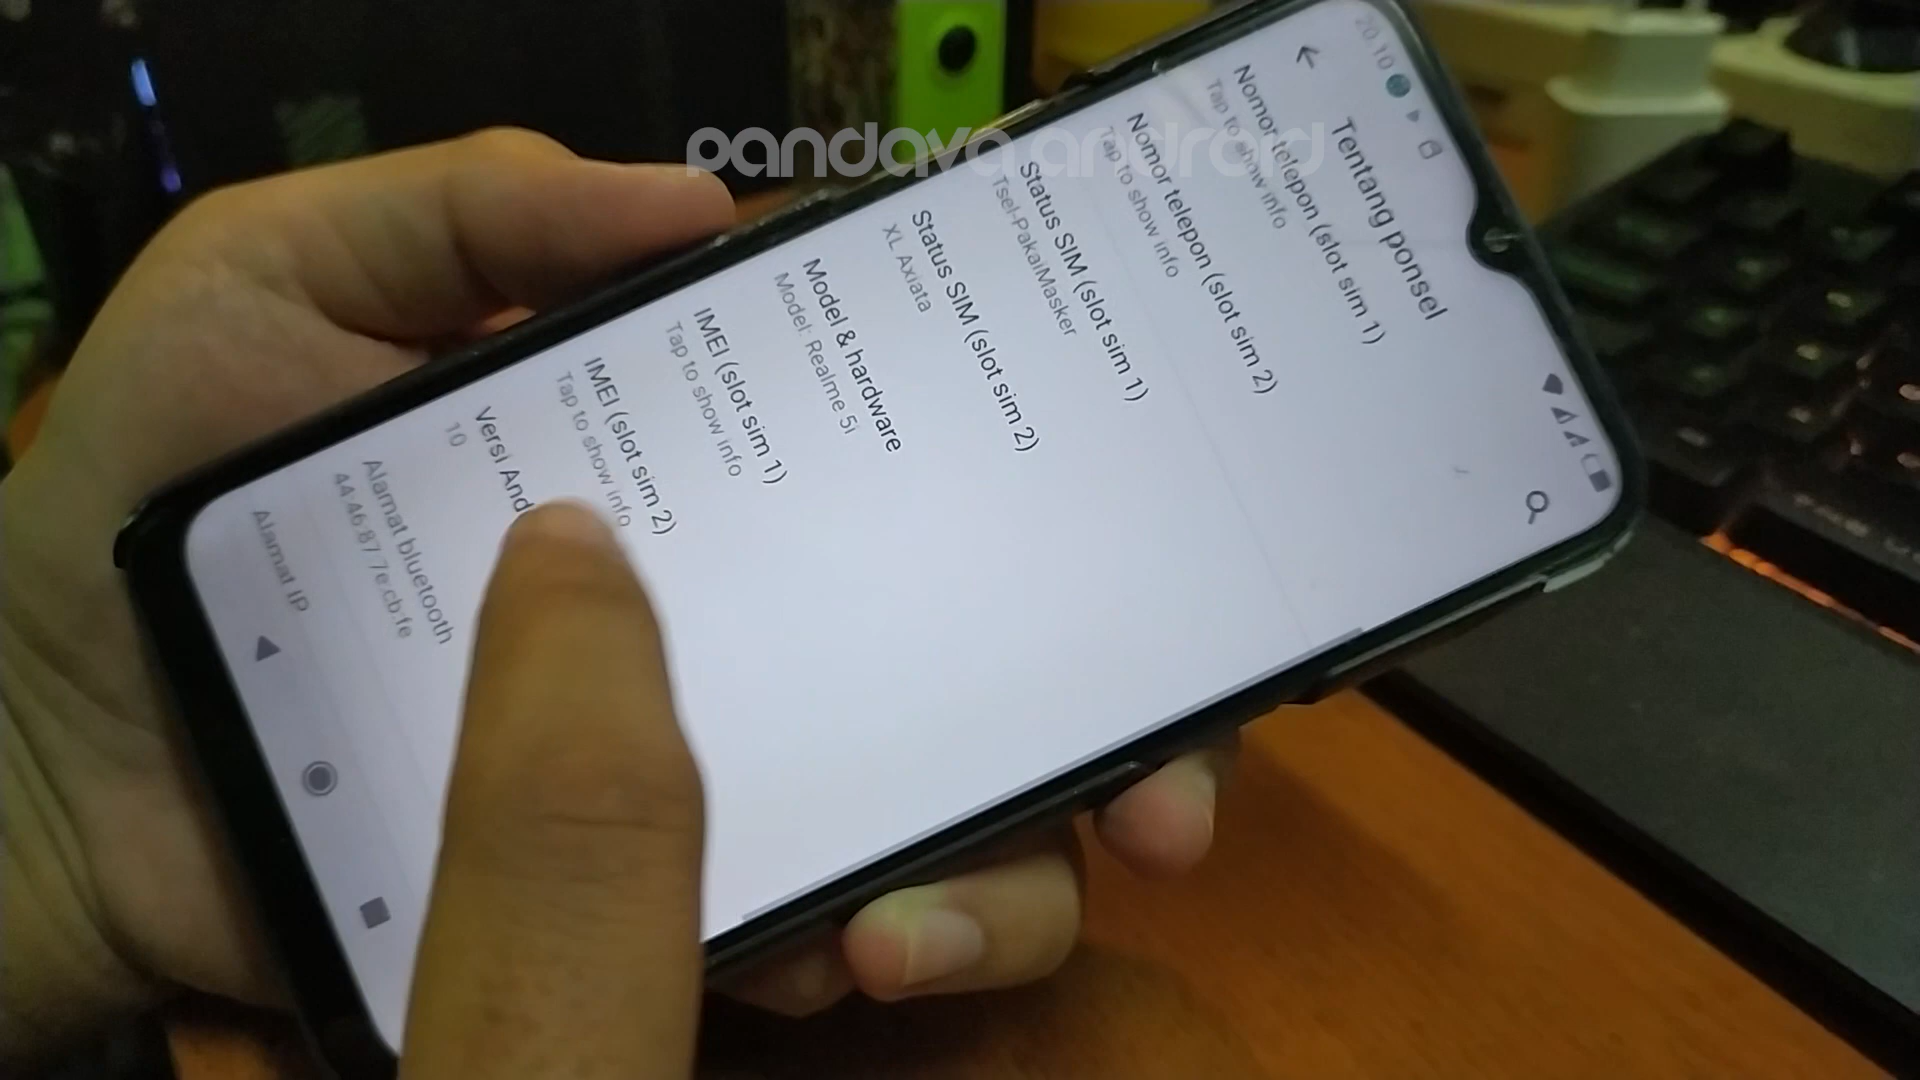 pandava android
20.10
Tentang ponsel
Nomor telepon (slot sim 1)
Tap to show info
Nomor telepon (slot sim 2)
Tap to show info
Status SIM (slot sim 1)
Tsel-PakaiMasker
Status SIM (slot sim 2)
XL Axiata
Model & hardware
Model: Realme 5i
IMEI (slot sim 1)
Tap to show info
IMEI (slot sim 2)
Tap to show info
Versi And
10
Alamat bluetooth
44:46:87:7e:cb:fe
Alamat IP